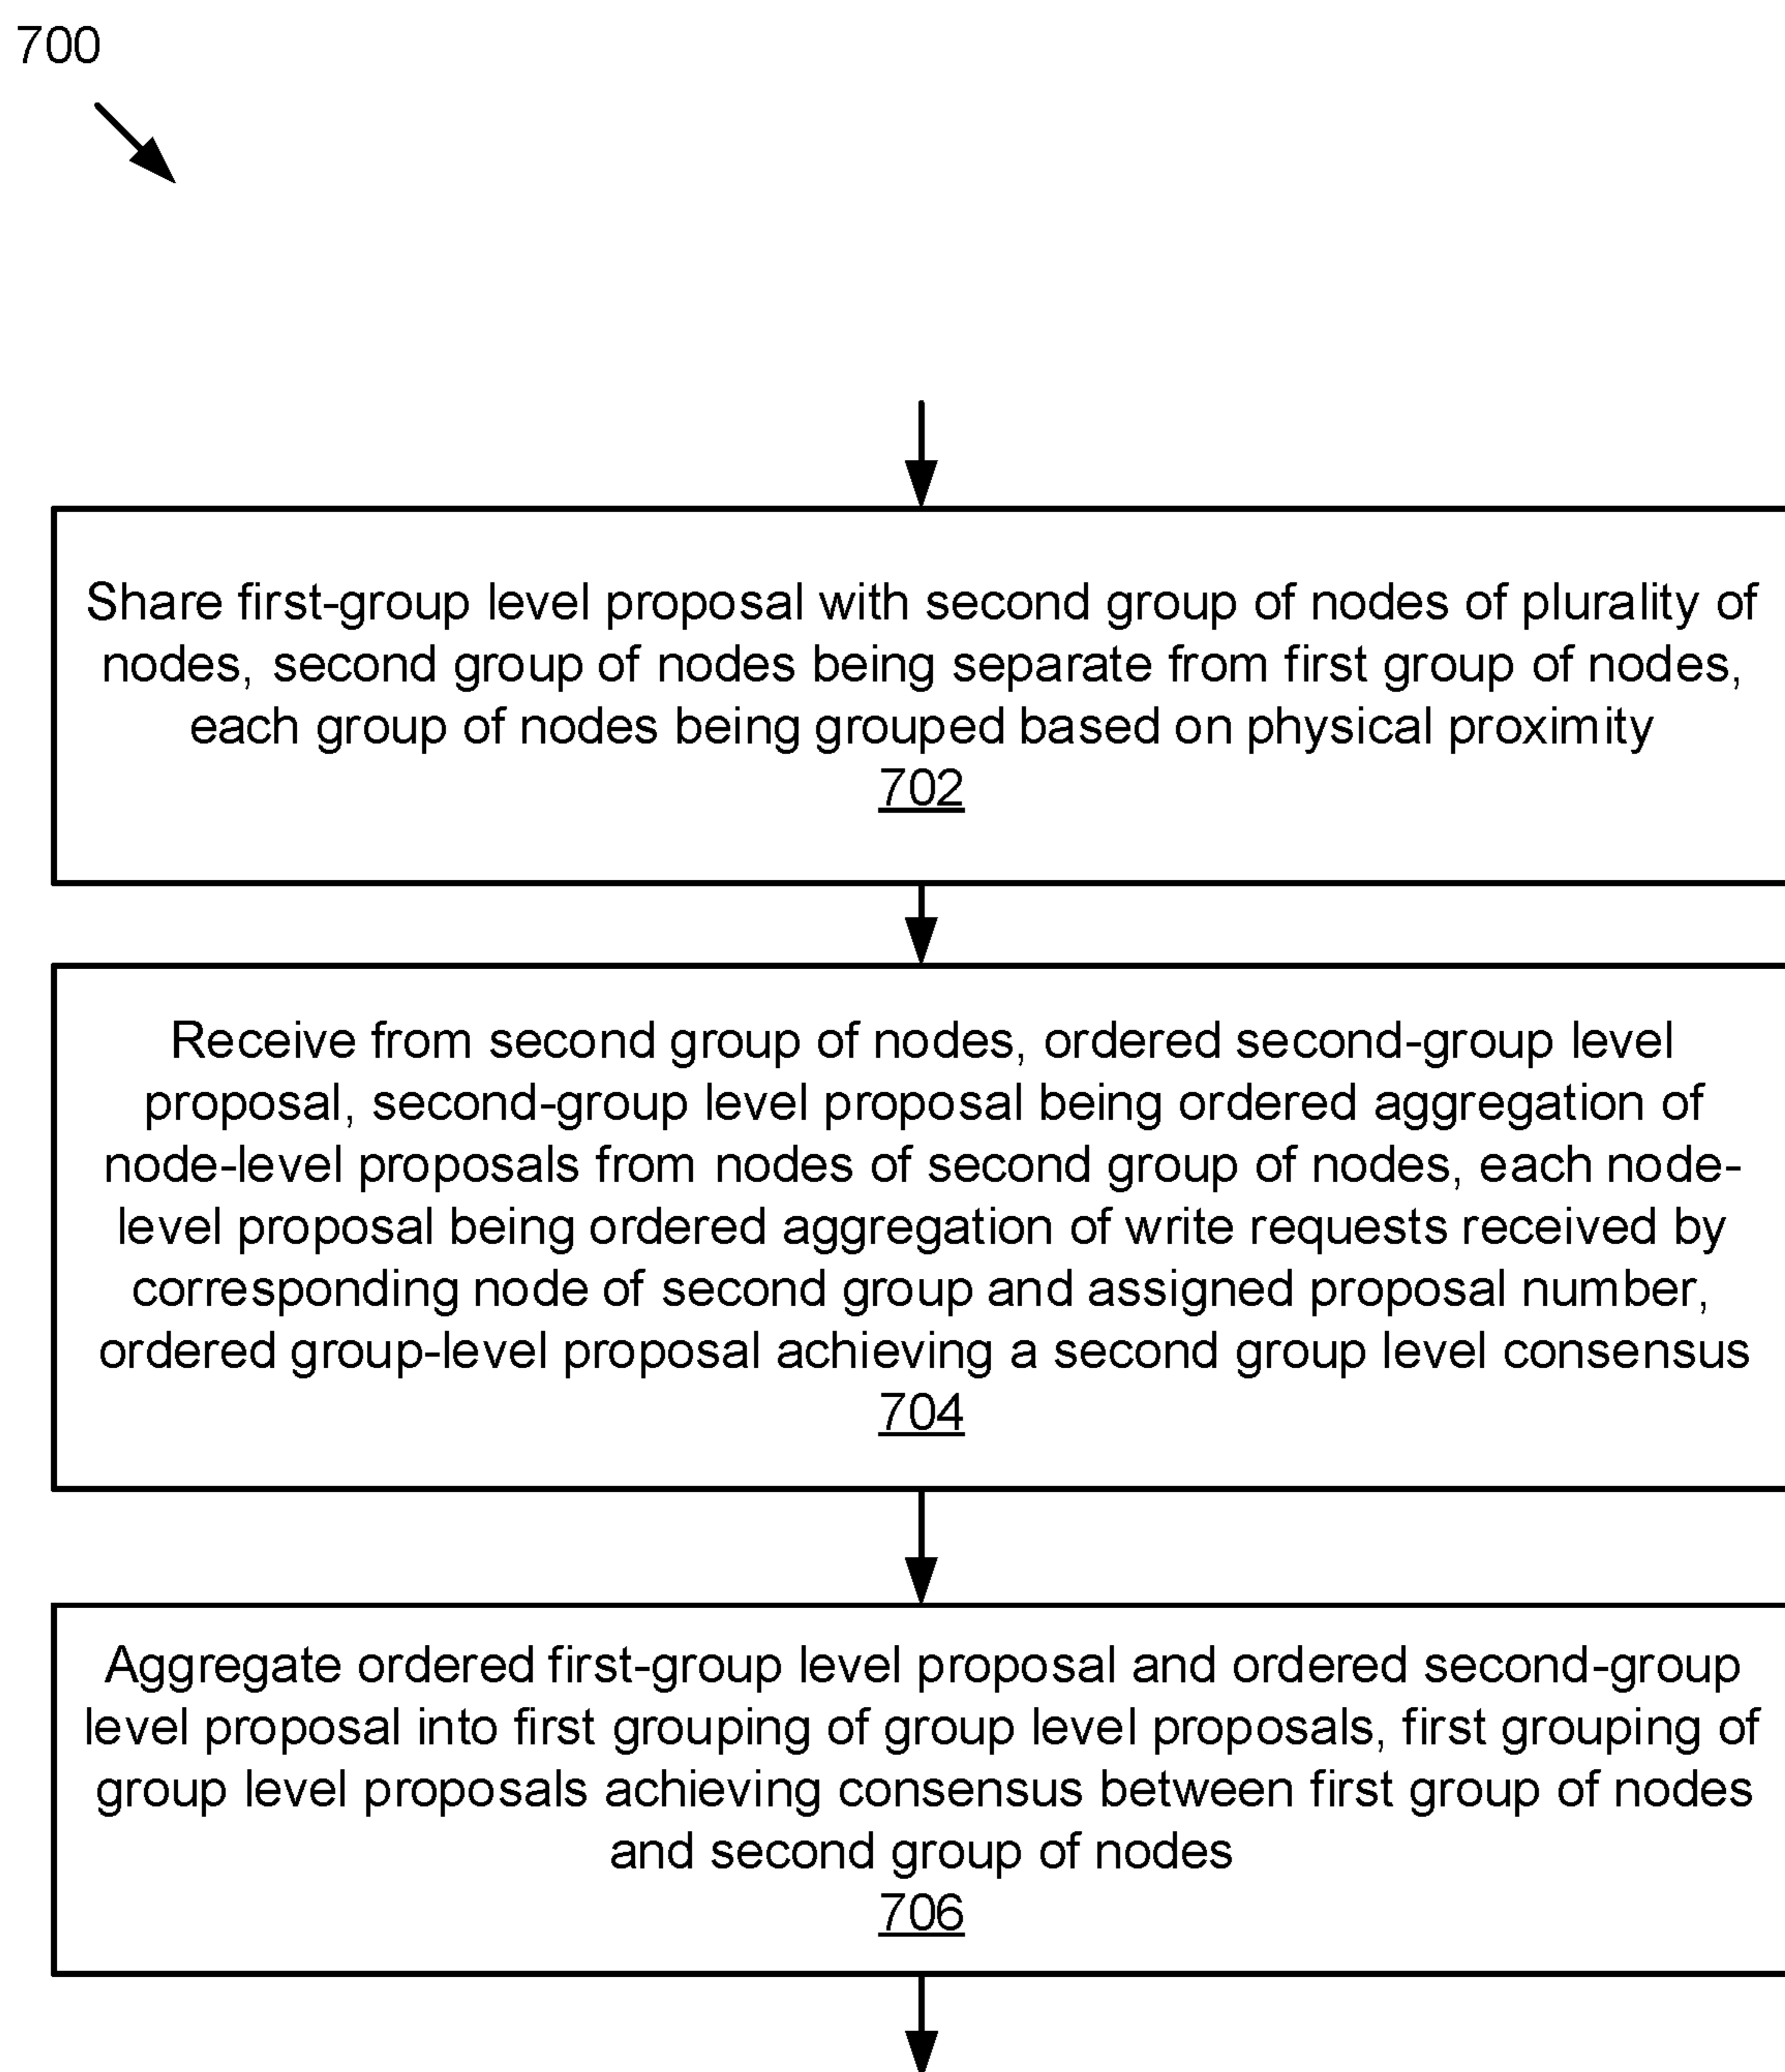 700
Share first-group level proposal with second group of nodes of plurality of
nodes, second group of nodes being separate from first group of nodes,
each group of nodes being grouped based on physical proximity
702
Receive from second group of nodes, ordered second-group level
proposal, second-group level proposal being ordered aggregation of
node-level proposals from nodes of second group of nodes, each node-
level proposal being ordered aggregation of write requests received by
corresponding node of second group and assigned proposal number,
ordered group-level proposal achieving a second group level consensus
704
Aggregate ordered first-group level proposal and ordered second-group
level proposal into first grouping of group level proposals, first grouping of
group level proposals achieving consensus between first group of nodes
and second group of nodes
706